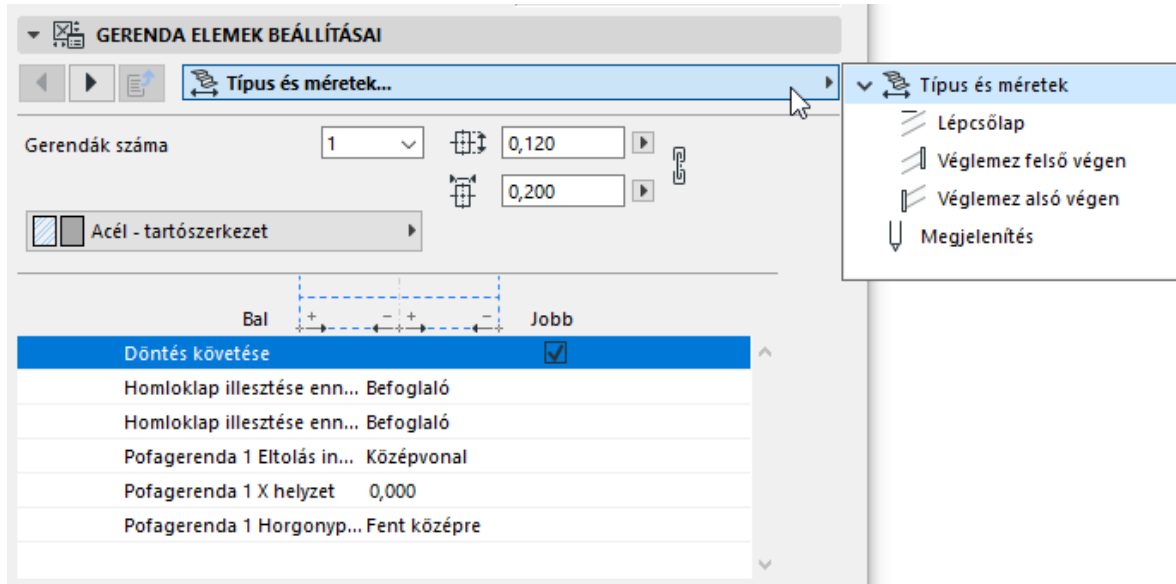 GERENDA ELEMEK BEÁLLÍTÁSAI
Típus és méretek...
Típus és méretek
Lépcsőlap
Véglemez felső végen
Véglemez alsó végen
Megjelenítés
Gerendák száma 1 0,120
0,200
Acél - tartószerkezet
Bal + − + − Jobb
Döntés követése
Homloklap illesztése enn... Befoglaló
Homloklap illesztése enn... Befoglaló
Pofagerenda 1 Eltolás in... Középvonal
Pofagerenda 1 X helyzet 0,000
Pofagerenda 1 Horgonyp... Fent középre